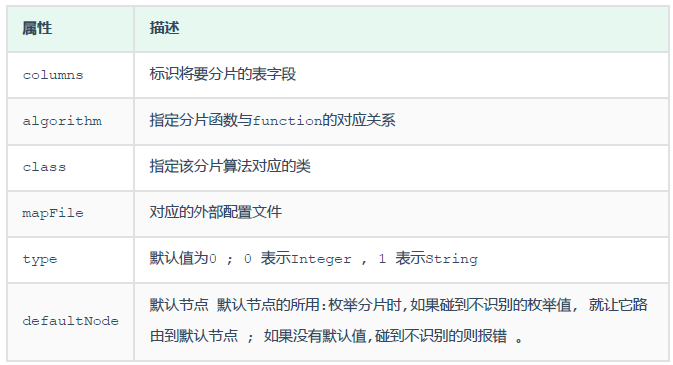 属性 描述
columns 标识将要分片的表字段
algorithm 指定分片函数与function的对应关系
class 指定该分片算法对应的类
mapFile 对应的外部配置文件
type 默认值为0 ; 0 表示Integer , 1 表示String
默认节点 默认节点的所用:枚举分片时,如果碰到不识别的枚举值, 就让它路
defaultNode
由到默认节点 ; 如果没有默认值,碰到不识别的则报错 。